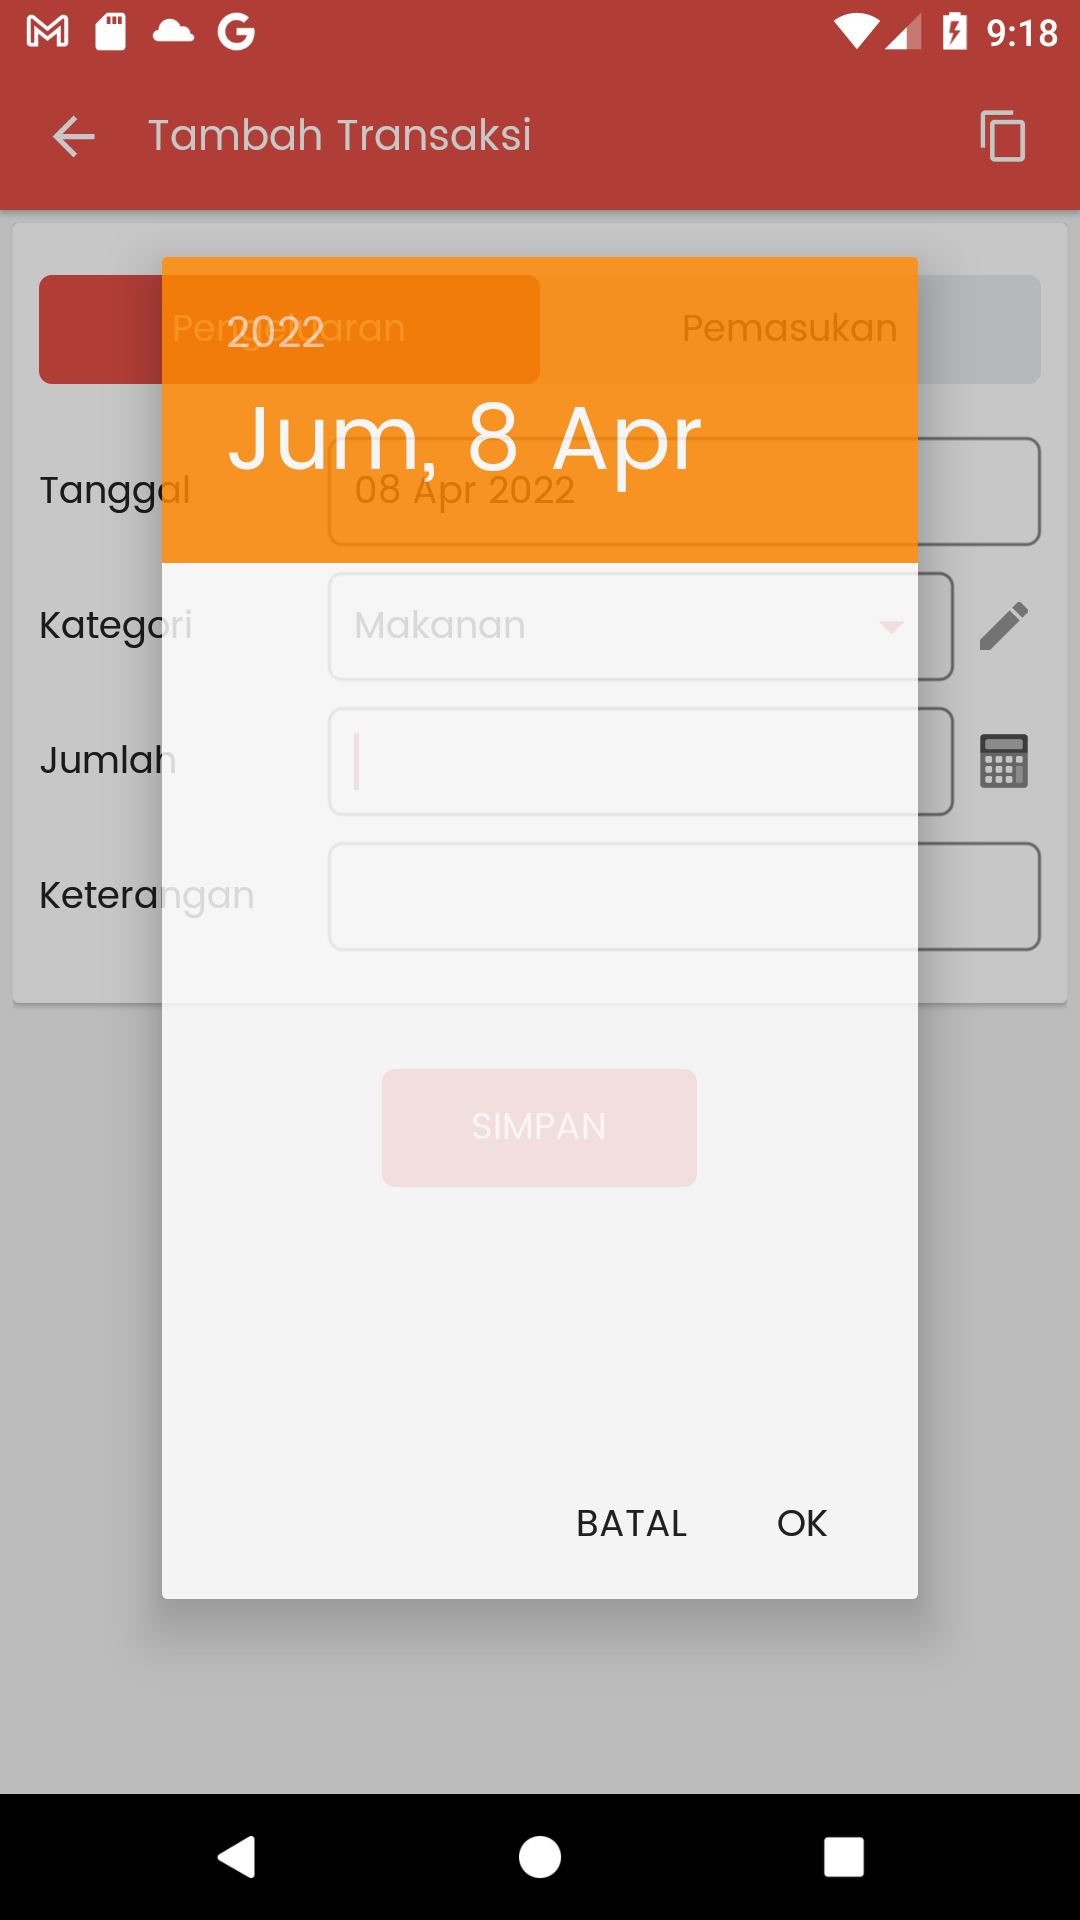 9:18
Tambah Transaksi
Pengeluaran
Pemasukan
2022
Jum, 8 Apr
Tanggal
08 Apr 2022
Kategori
Makanan
Jumlah
Keterangan
SIMPAN
BATAL
OK